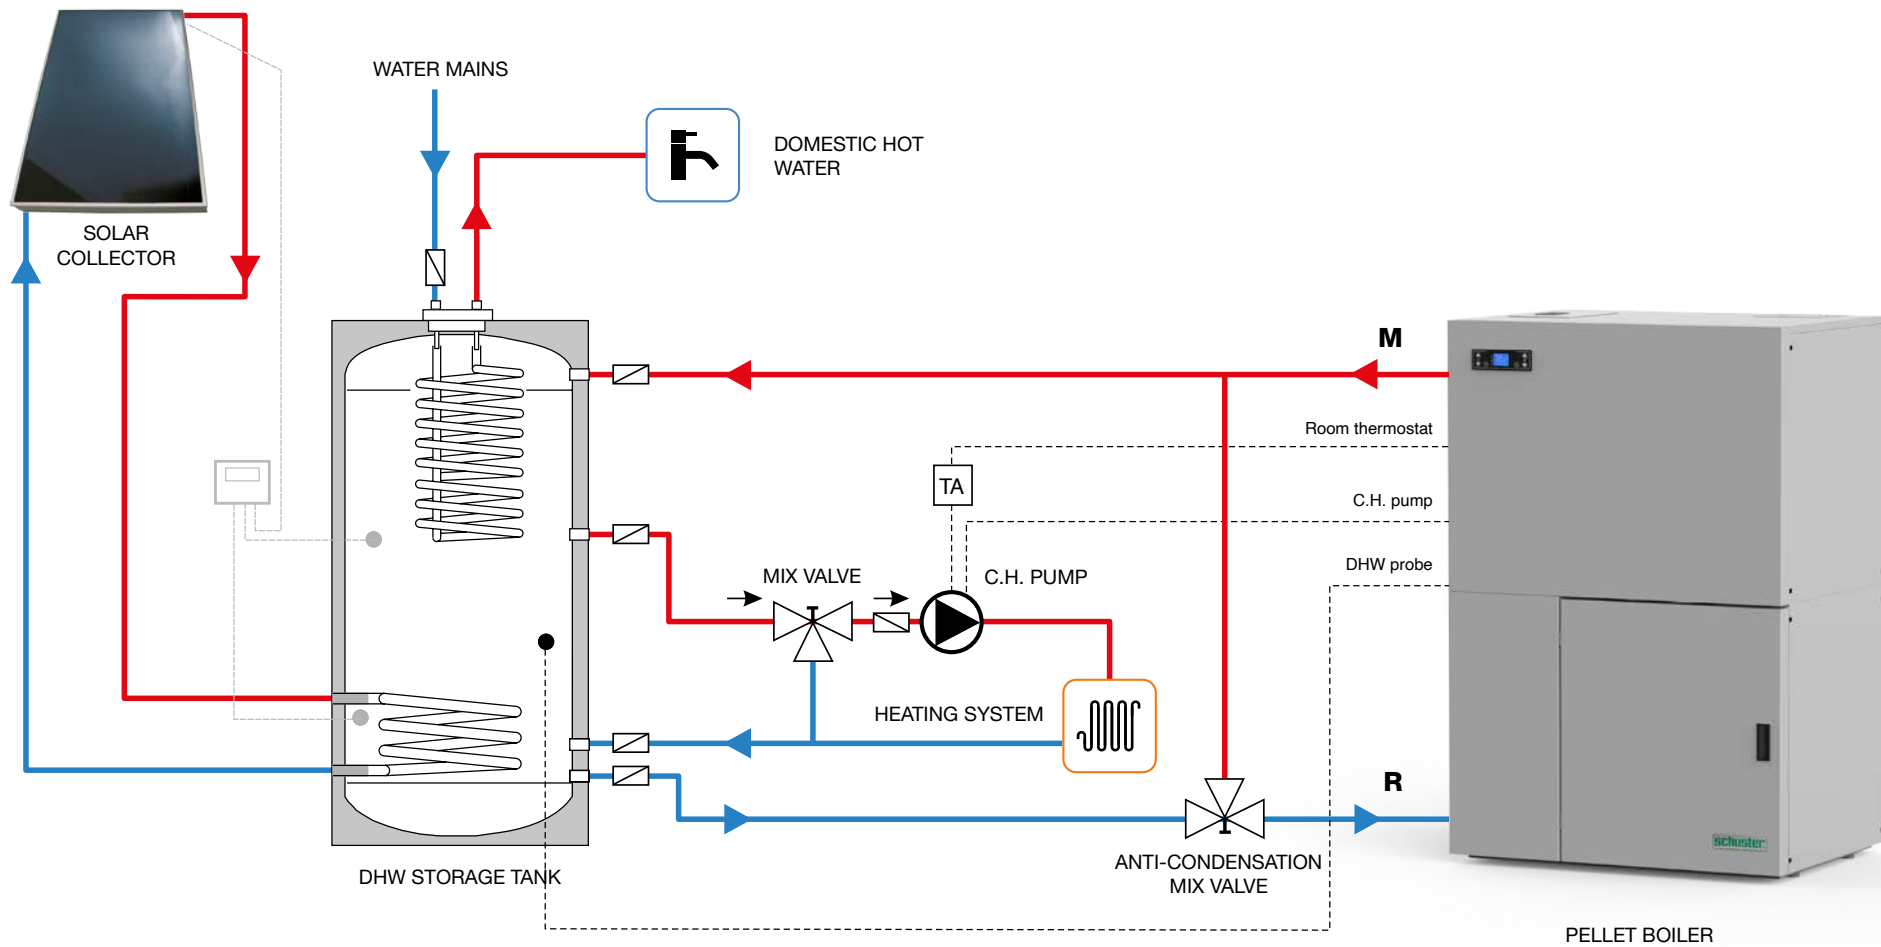 WATER MAINS
DOMESTIC HOT
WATER
SOLAR
COLLECTOR
M
Room thermostat
TA
C.H. pump
DHW probe
MIX VALVE
C.H. PUMP
HEATING SYSTEM
R
schuster
ANTI-CONDENSATION
MIX VALVE
DHW STORAGE TANK
PELLET BOILER